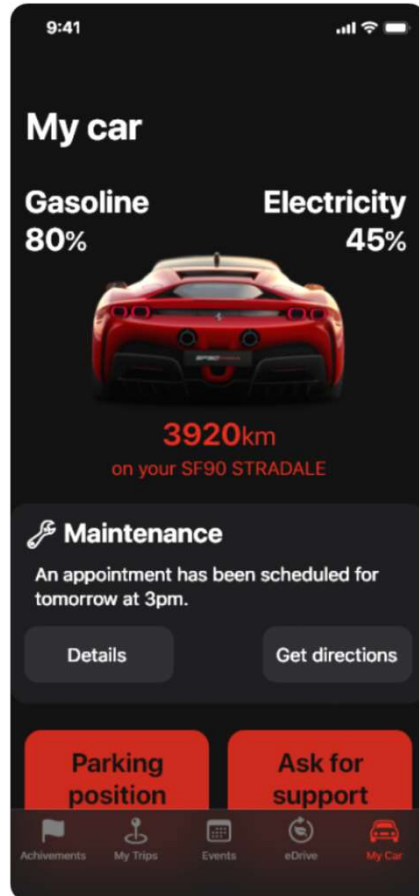 9:41
My car
Gasoline
80%
Electricity
45%
3920km
on your SF90 STRADALE
Maintenance
An appointment has been scheduled for
tomorrow at 3pm.
Details
Get directions
Parking
position
Ask for
support
Achivements
My Trips
Events
eDrive
My Car